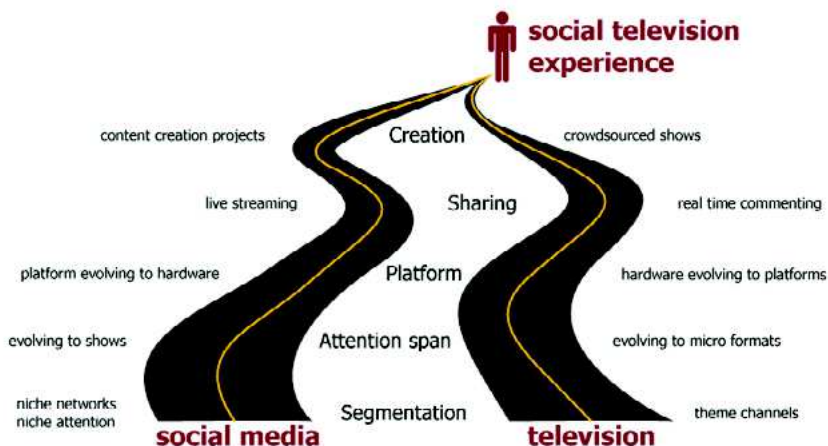 social television
experience
content creation projects
Creation
crowdsourced shows
live streaming
Sharing
real time commenting
platform evolving to hardware
Platform
hardware evolving to platforms
evolving to shows
Attention span
evolving to micro formats
niche networks
niche attention
Segmentation
theme channels
social media
television